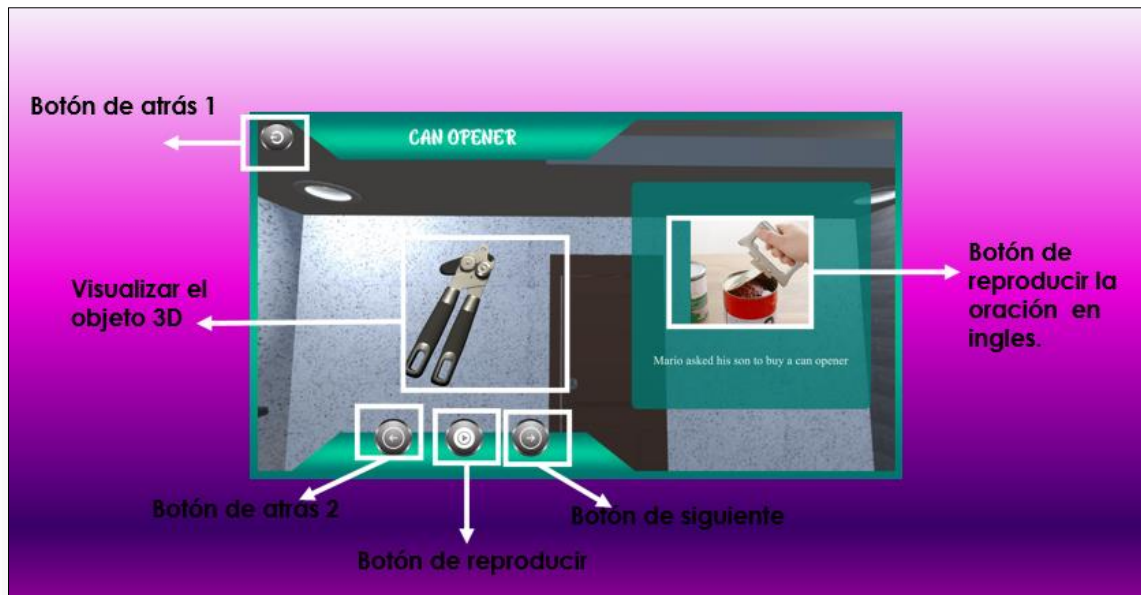 Botón de atrás 1
CAN OPENER
Visualizar el
objeto 3D
Botón de
reproducir la
oración en
ingles.
Mario asked his son to buy a can opener
Botón de atrás 2
Botón de siguiente
Botón de reproducir